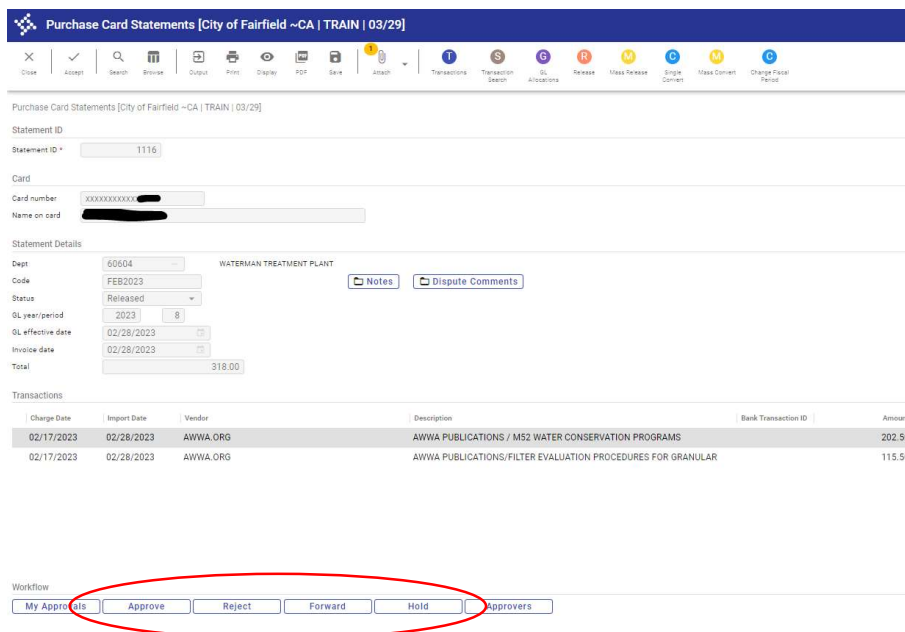 Purchase Card Statements [City of Fairfield ~CA | TRAIN | 03/29]
1
T S G R M C M C
Close Accept Search Browse Output Print Display PDF Save Attach Transactions Transaction Search GL Allocations Release Mass Release Single Convert Mass Convert Change Fiscal Period
Purchase Card Statements [City of Fairfield ~CA | TRAIN | 03/29]
Statement ID
Statement ID * 1116
Card
Card number xxxxxxxxxxxx
Name on card
Statement Details
Dept 60604 WATERMAN TREATMENT PLANT
Code FEB2023 Notes Dispute Comments
Status Released
GL year/period 2023 8
GL effective date 02/28/2023
Invoice date 02/28/2023
Total 318.00
Transactions
Charge Date Import Date Vendor Description Bank Transaction ID Amoun
02/17/2023 02/28/2023 AWWA.ORG AWWA PUBLICATIONS / M52 WATER CONSERVATION PROGRAMS 202.5
02/17/2023 02/28/2023 AWWA.ORG AWWA PUBLICATIONS/FILTER EVALUATION PROCEDURES FOR GRANULAR 115.5
Workflow
My Approvals Approve Reject Forward Hold Approvers